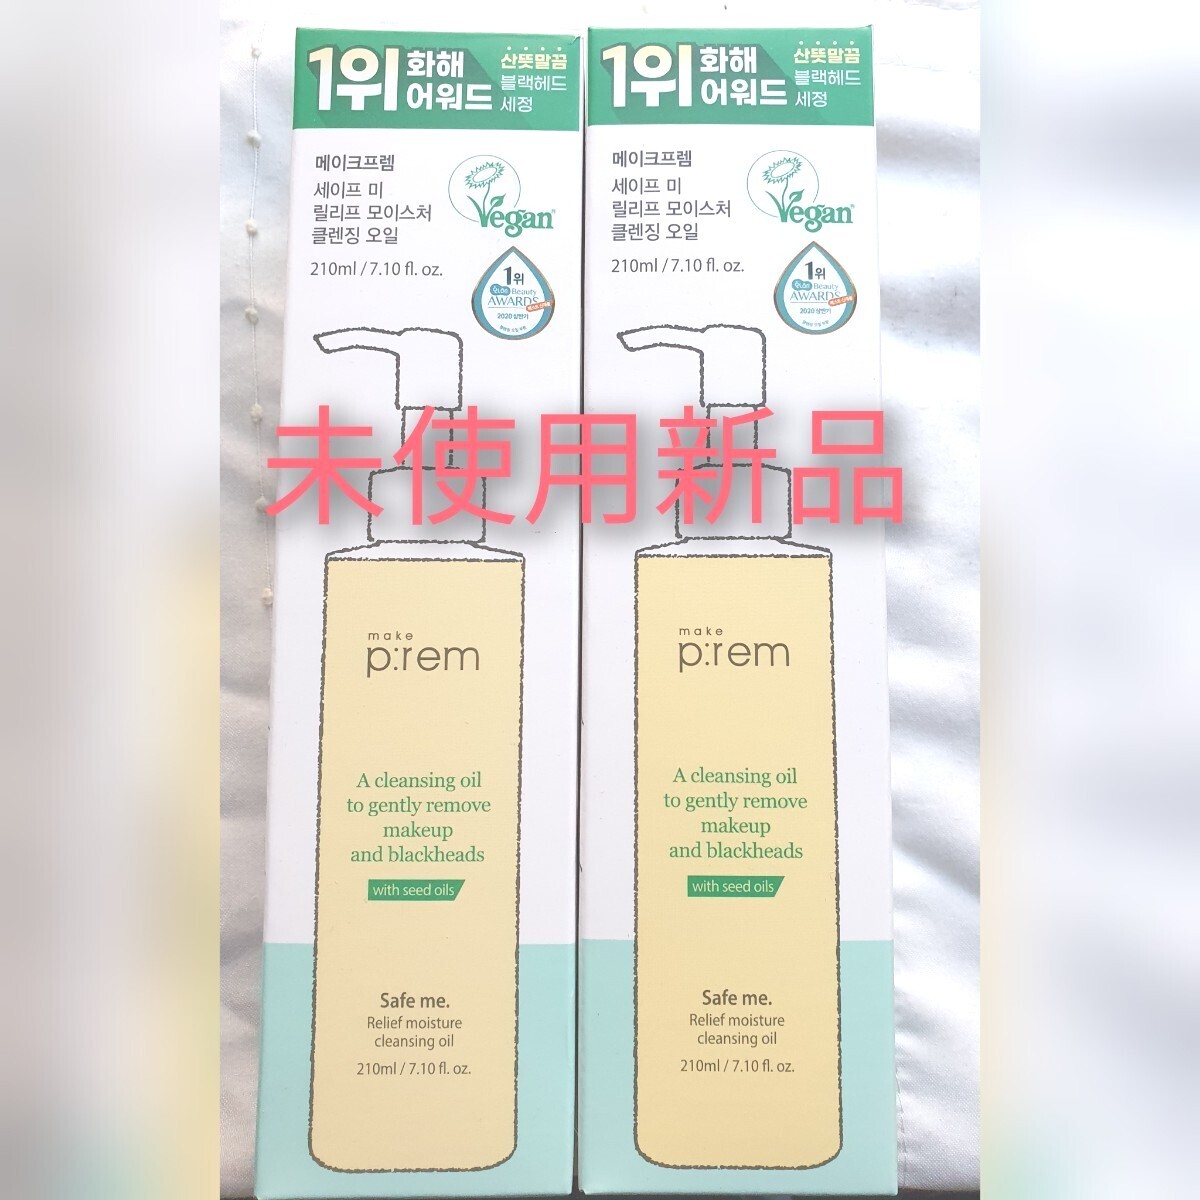 1위 화해
어워드
산뜻말끔
블랙헤드
세정
메이크프렘
세이프 미
릴리프 모이스처
클렌징 오일
210ml / 7.10 fl. oz.
Vegan
1위
Beauty
AWARDS
2020 상반기
make
p:rem
A cleansing oil
to gently remove
makeup
and blackheads
with seed oils
Safe me.
Relief moisture
cleansing oil
210ml / 7.10 fl. oz.
1위 화해
어워드
산뜻말끔
블랙헤드
세정
메이크프렘
세이프 미
릴리프 모이스처
클렌징 오일
210ml / 7.10 fl. oz.
Vegan
1위
Beauty
AWARDS
2020 상반기
make
p:rem
A cleansing oil
to gently remove
makeup
and blackheads
with seed oils
Safe me.
Relief moisture
cleansing oil
210ml / 7.10 fl. oz.
未使用新品